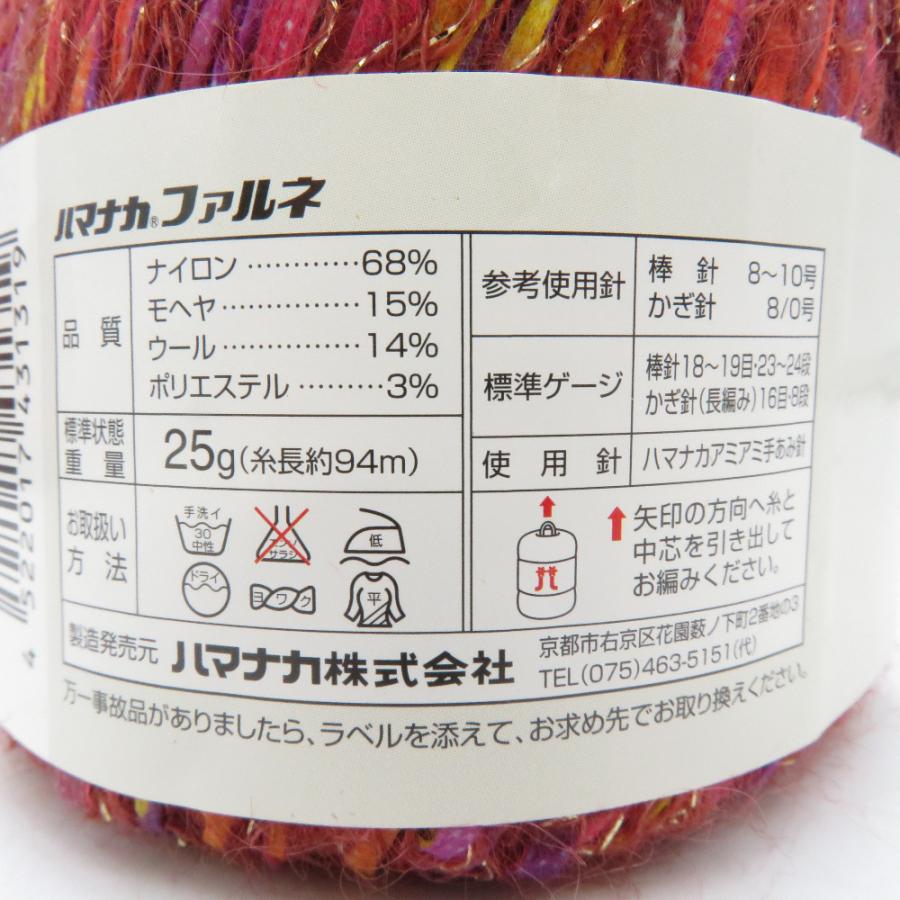 ハマナカ®ファルネ
品質
ナイロン …………68%
モヘヤ ……………15%
ウール ……………14%
ポリエステル ………3%
標準状態
重量
25g(糸長約94m)
お取扱い
方法
手洗イ
30
中性
エンソ
サラシ
低
ドライ
ヨワク
平
参考使用針
棒針 8〜10号
かぎ針 8/0号
標準ゲージ
棒針18〜19目・23〜24段
かぎ針(長編み)16目・8段
使用針
ハマナカアミアミ手あみ針
矢印の方向へ糸と
中芯を引き出して
お編みください。
製造発売元
ハマナカ株式会社
京都市右京区花園薮ノ下町2番地の3
TEL(075)463-5151(代)
万一事故品がありましたら、ラベルを添えて、お求め先でお取り換えください。
4 522017 431319